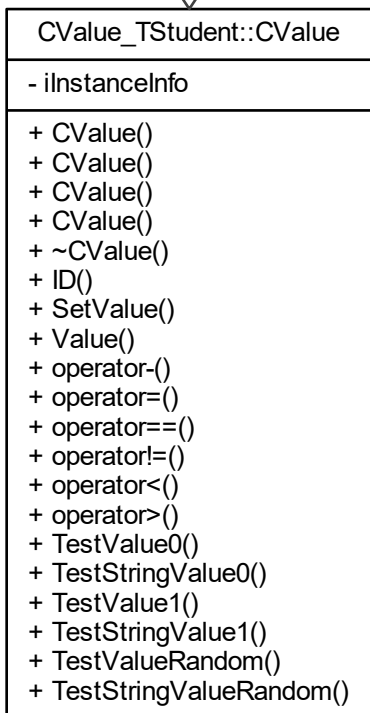 CValue_TStudent::CValue
- iInstanceInfo
+ CValue()
+ CValue()
+ CValue()
+ CValue()
+ ~CValue()
+ ID()
+ SetValue()
+ Value()
+ operator-()
+ operator=()
+ operator==()
+ operator!=()
+ operator<()
+ operator>()
+ TestValue0()
+ TestStringValue0()
+ TestValue1()
+ TestStringValue1()
+ TestValueRandom()
+ TestStringValueRandom()